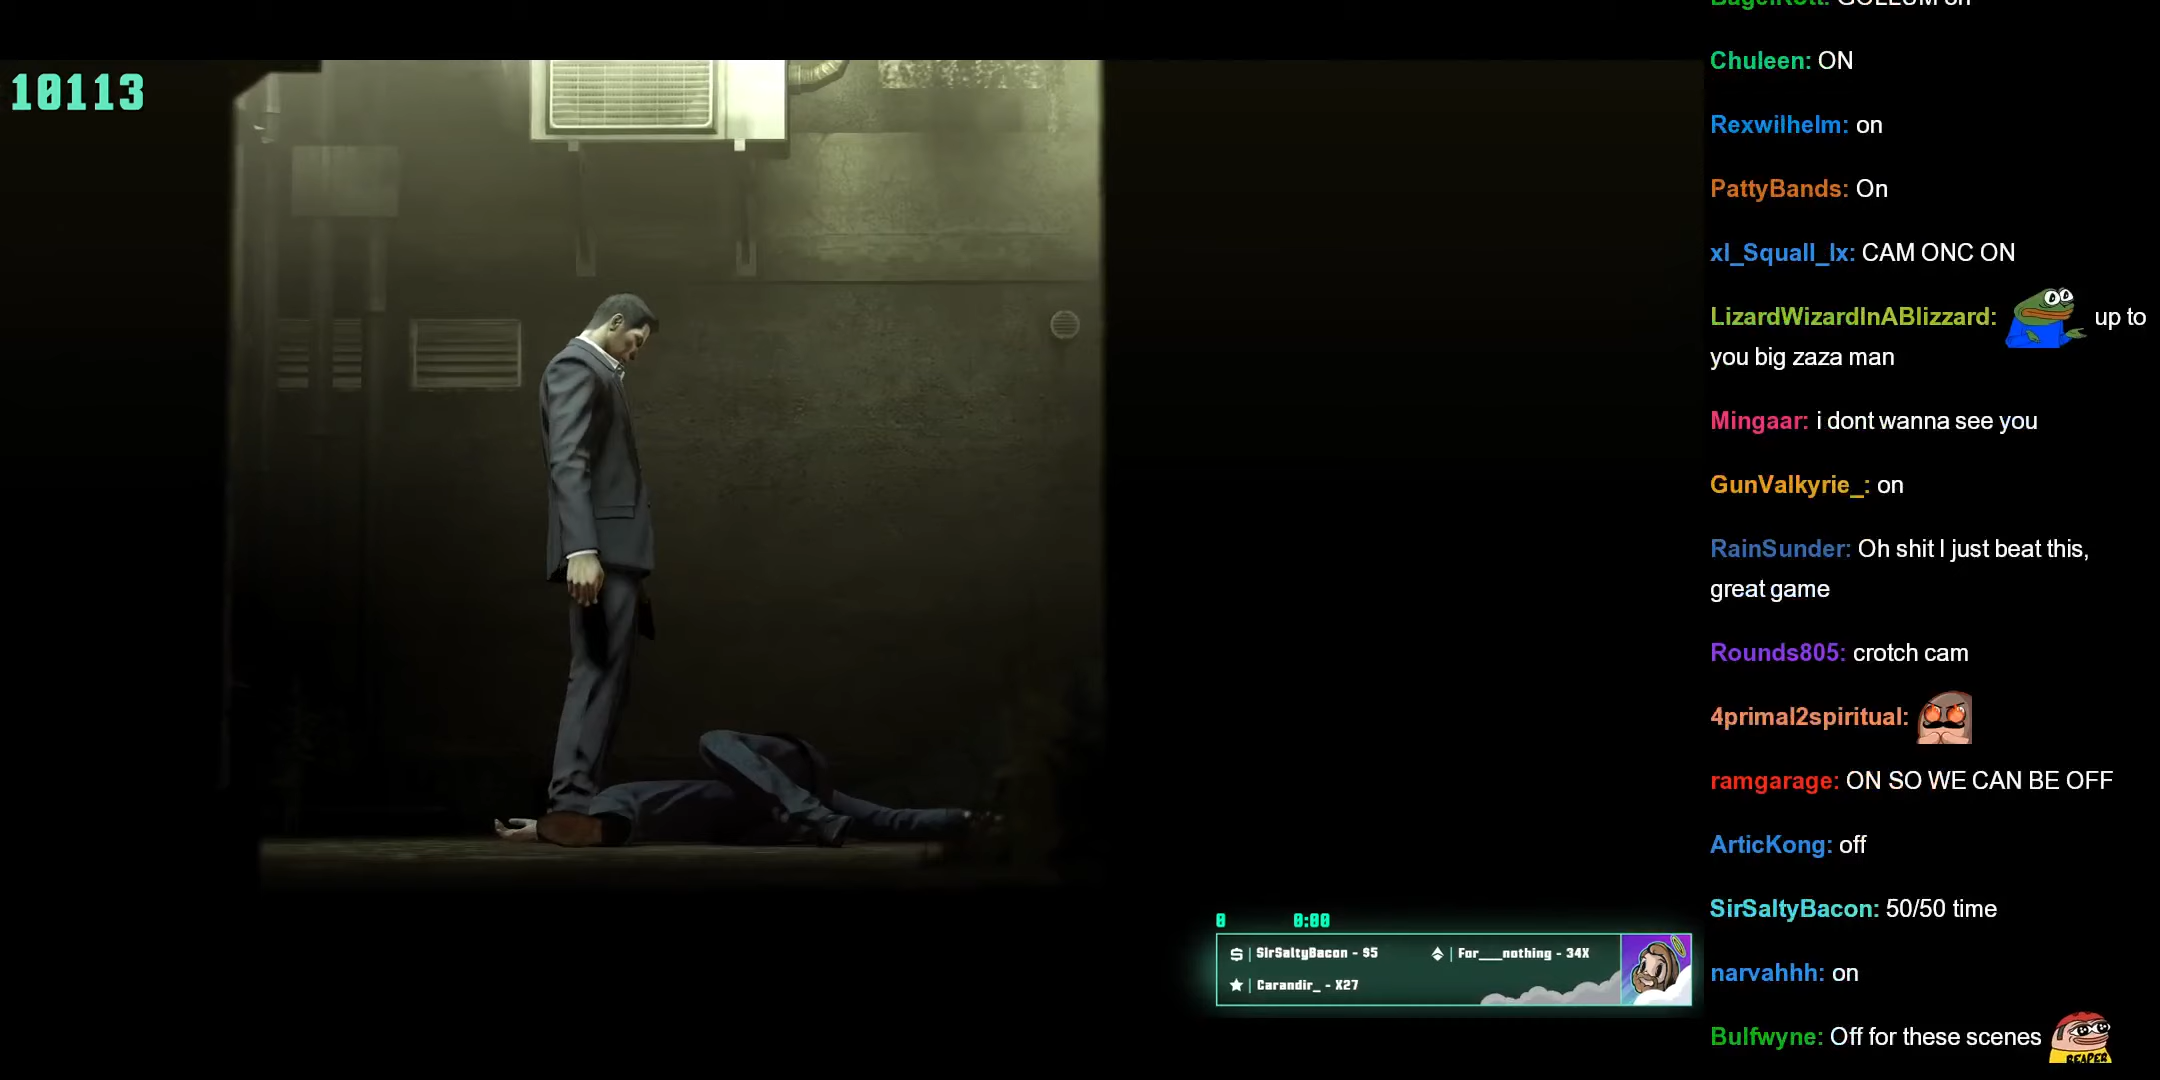 10113
Chuleen: ON
Rexwilhelm: on
PattyBands: On
xl_Squall_lx: CAM ONC ON
LizardWizardInABlizzard: up to
you big zaza man
Mingaar: i dont wanna see you
GunValkyrie_: on
RainSunder: Oh shit I just beat this,
great game
Rounds805: crotch cam
4primal2spiritual:
ramgarage: ON SO WE CAN BE OFF
ArticKong: off
SirSaltyBacon: 50/50 time
narvahhh: on
Bulfwyne: Off for these scenes
REAPER
0 0:00
SirSaltyBacon - $5 For___nothing - 34X
Carandir_ - X27